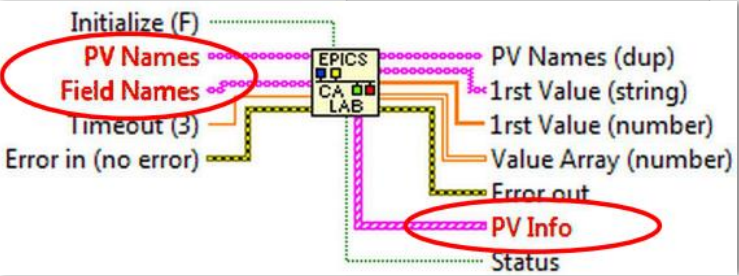 Initialize (F)
PV Names
Field Names
Timeout (3)
Error in (no error)
EPICS
CA
LAB
PV Names (dup)
1rst Value (string)
1rst Value (number)
Value Array (number)
Error out
PV Info
Status